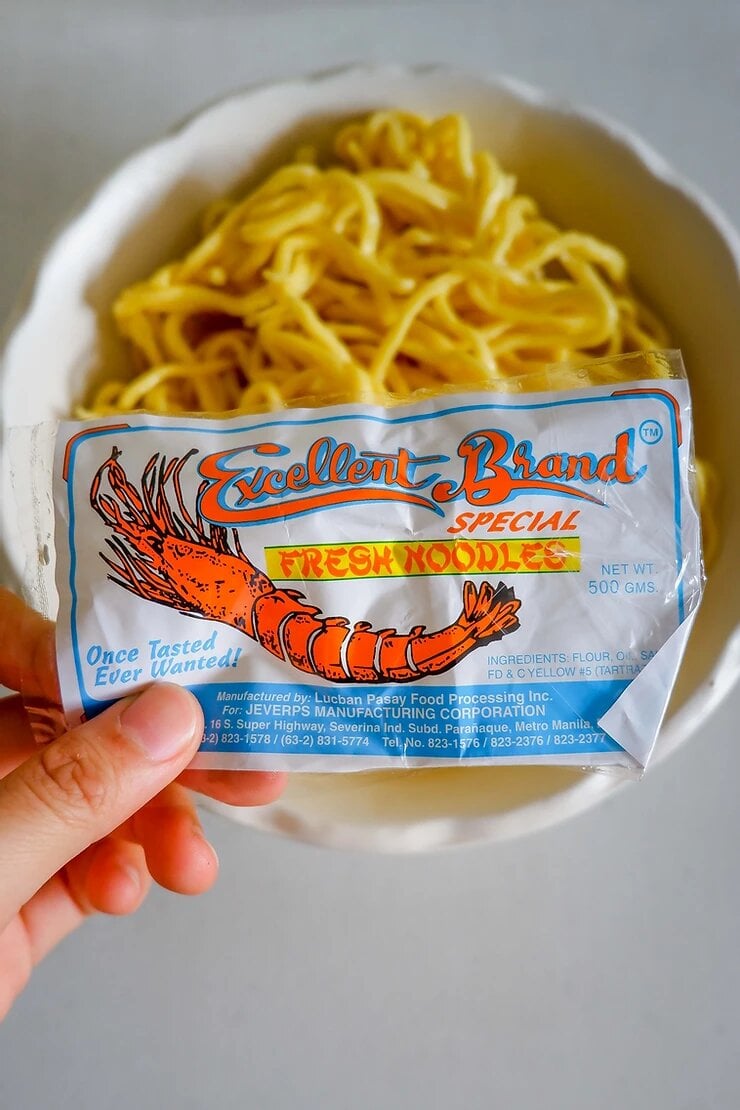 Excellent Brand TM
SPECIAL
FRESH NOODLES
NET WT.
500 GMS.
Once Tasted
Ever Wanted!
INGREDIENTS: FLOUR,
FD & C YELLOW #5
Manufactured by: Lucban Pasay Food Processing Inc.
For: JEVERPS MANUFACTURING CORPORATION
16 S. Super Highway, Severina Ind. Subd. Parañaque, Metro Manila,
823-1578 / (63-2) 831-5774 Tel. No. 823-1576 / 823-2376 / 823-2377